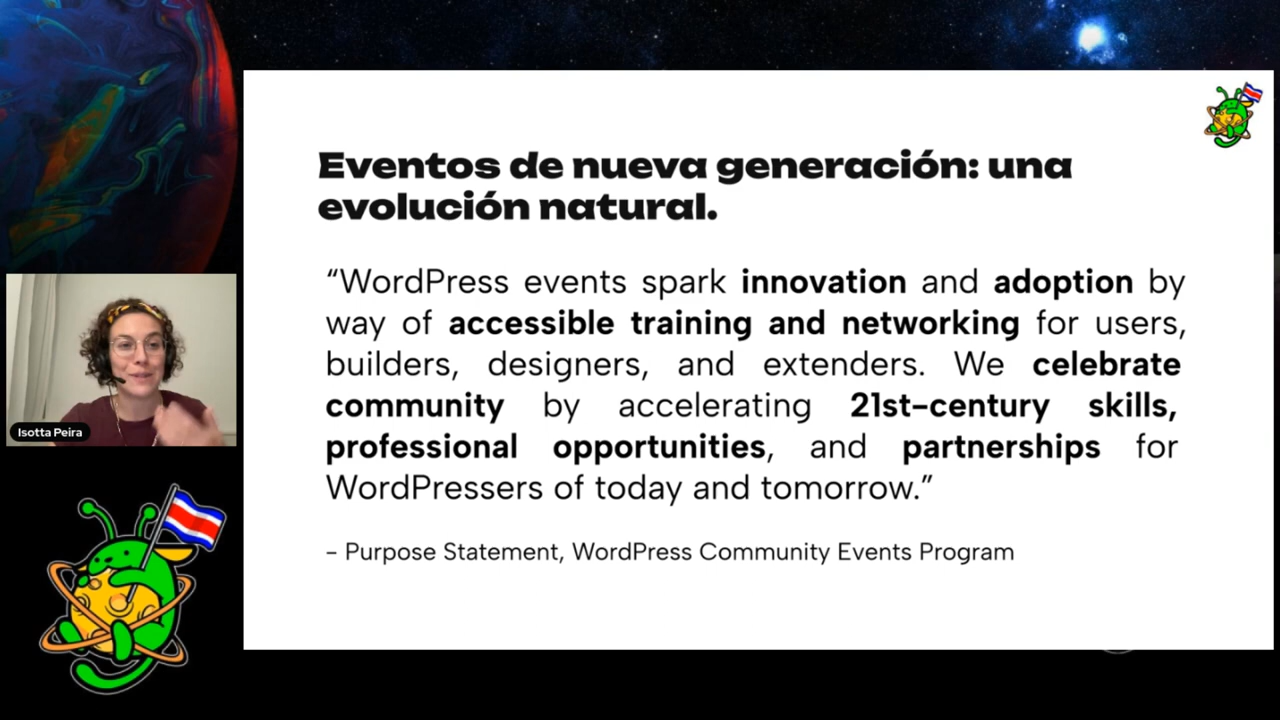 Eventos de nueva generación: una
evolución natural.
“WordPress events spark innovation and adoption by
way of accessible training and networking for users,
builders, designers, and extenders. We celebrate
community by accelerating 21st-century skills,
professional opportunities, and partnerships for
WordPressers of today and tomorrow.”
– Purpose Statement, WordPress Community Events Program
Isotta Peira